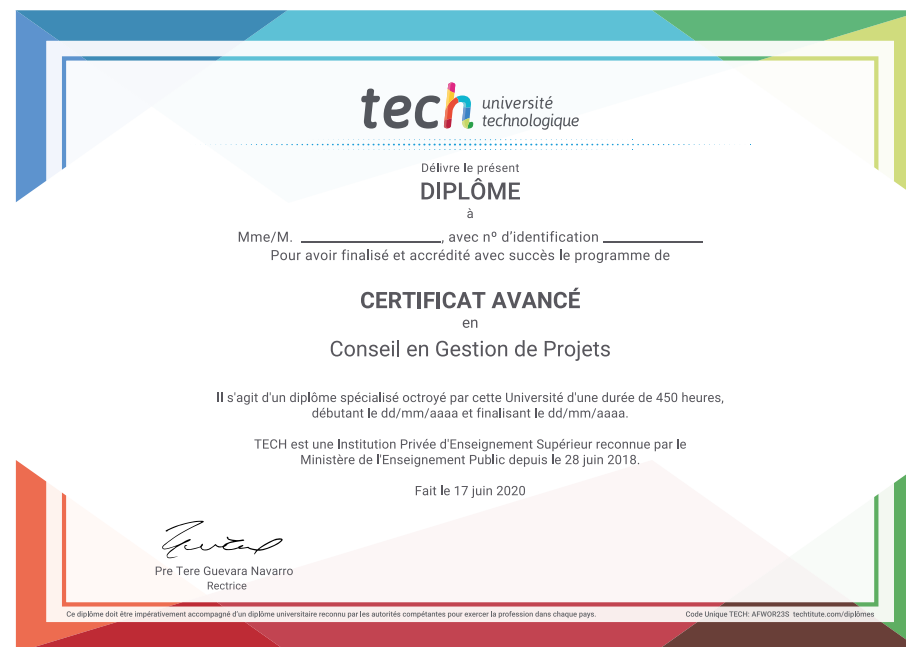 tech université
technologique
Délivre le présent
DIPLÔME
à
Mme/M. ____________________, avec nº d'identification ______________
Pour avoir finalisé et accrédité avec succès le programme de
CERTIFICAT AVANCÉ
en
Conseil en Gestion de Projets
Il s'agit d'un diplôme spécialisé octroyé par cette Université d'une durée de 450 heures,
débutant le dd/mm/aaaa et finalisant le dd/mm/aaaa.
TECH est une Institution Privée d'Enseignement Supérieur reconnue par le
Ministère de l'Enseignement Public depuis le 28 juin 2018.
Fait le 17 juin 2020
Pre Tere Guevara Navarro
Rectrice
Ce diplôme doit être impérativement accompagné d'un diplôme universitaire reconnu par les autorités compétantes pour exercer la profession dans chaque pays.
Code Unique TECH: AFWOR23S techtitute.com/diplômes